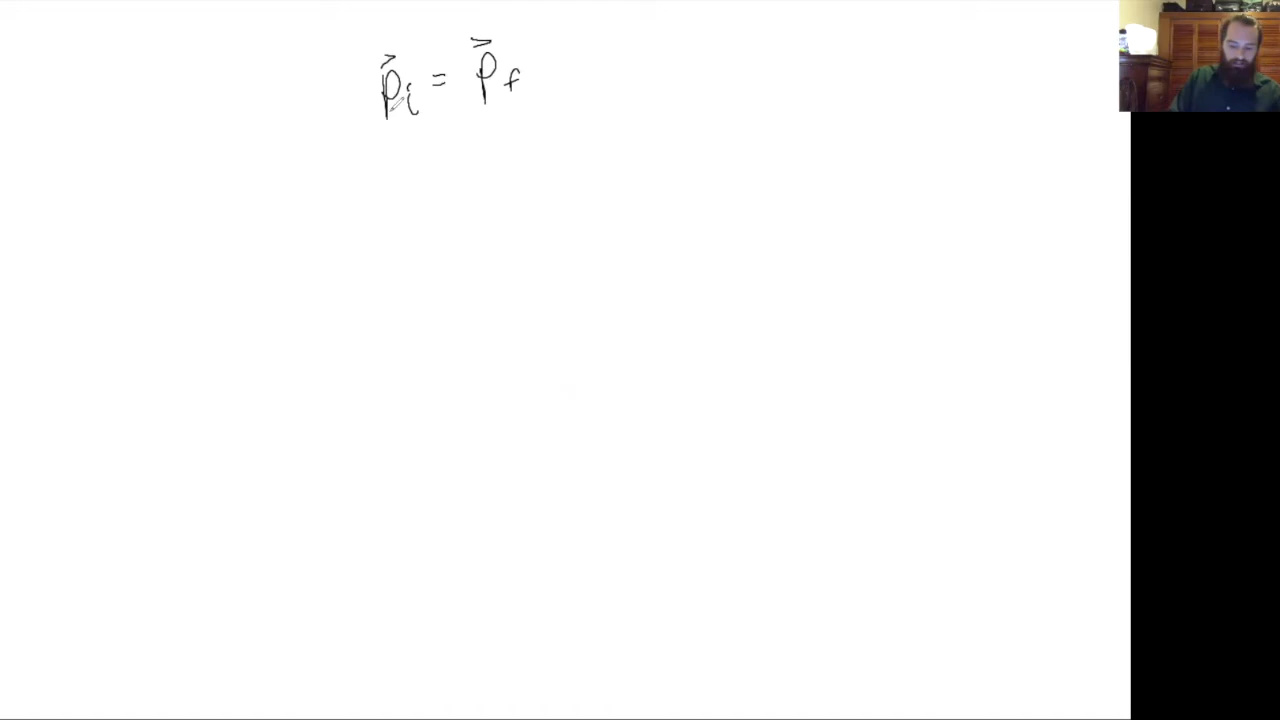 p⃗i = p⃗f